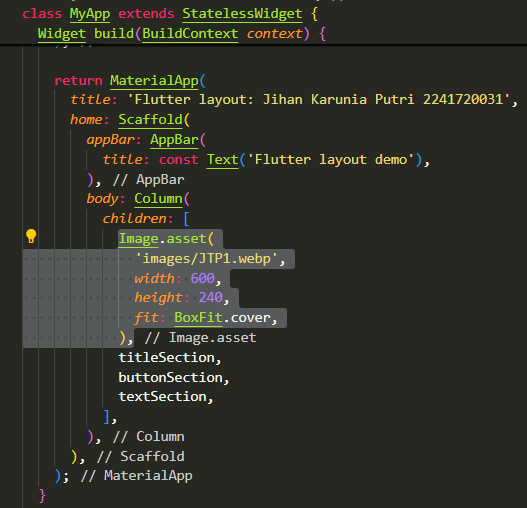 class MyApp extends StatelessWidget {
Widget build(BuildContext context) {
return MaterialApp(
title: 'Flutter layout: Jihan Karunia Putri 2241720031',
home: Scaffold(
appBar: AppBar(
title: const Text('Flutter layout demo'),
), // AppBar
body: Column(
children: [
Image.asset(
'images/JTP1.webp',
width: 600,
height: 240,
fit: BoxFit.cover,
), // Image.asset
titleSection,
buttonSection,
textSection,
],
), // Column
), // Scaffold
); // MaterialApp
}